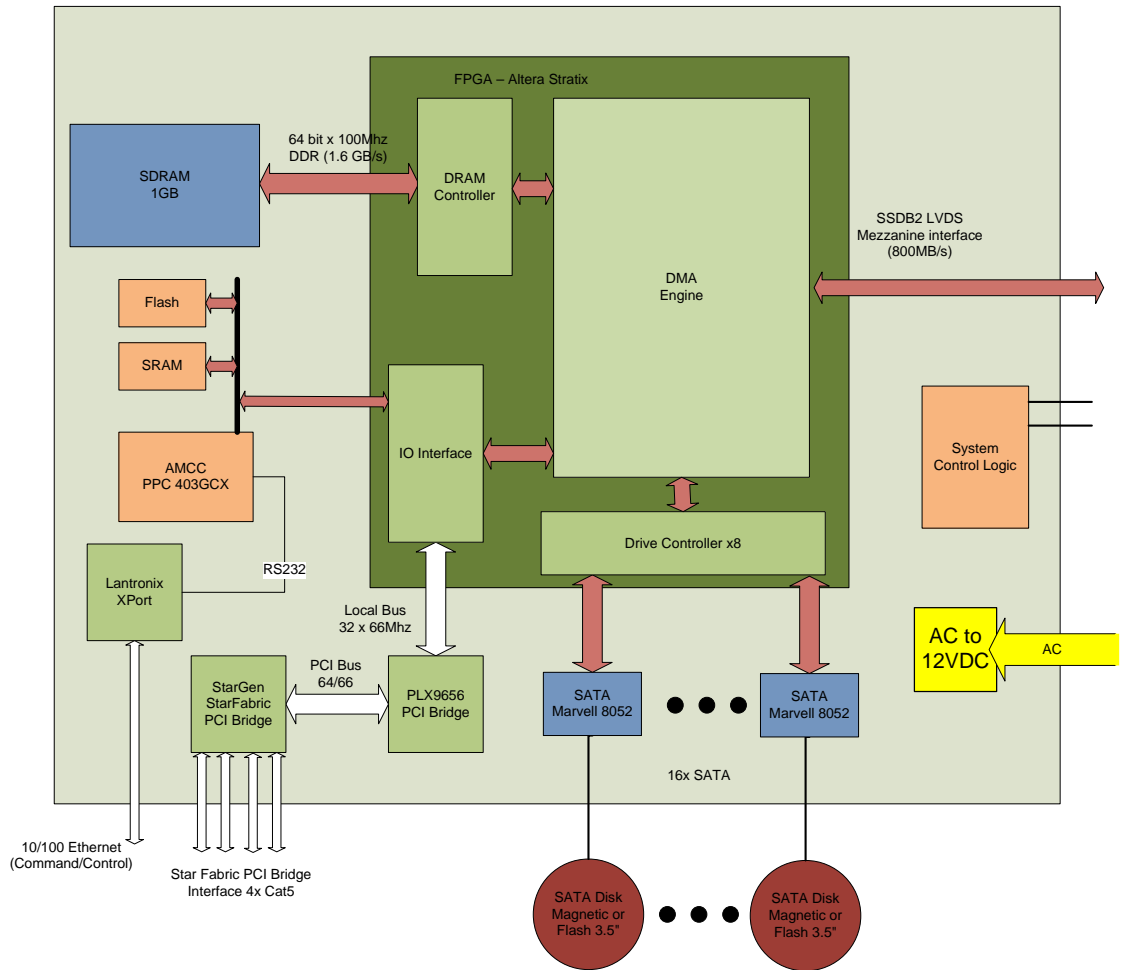 FPGA – Altera Stratix
SDRAM
1GB
64 bit x 100Mhz
DDR (1.6 GB/s)
DRAM
Controller
DMA
Engine
SSDB2 LVDS
Mezzanine interface
(800MB/s)
Flash
SRAM
AMCC
PPC 403GCX
IO Interface
System
Control Logic
Drive Controller x8
RS232
Lantronix
XPort
Local Bus
32 x 66Mhz
AC to
12VDC
AC
PCI Bus
64/66
StarGen
StarFabric
PCI Bridge
PLX9656
PCI Bridge
SATA
Marvell 8052
SATA
Marvell 8052
16x SATA
10/100 Ethernet
(Command/Control)
Star Fabric PCI Bridge
Interface 4x Cat5
SATA Disk
Magnetic or
Flash 3.5"
SATA Disk
Magnetic or
Flash 3.5"